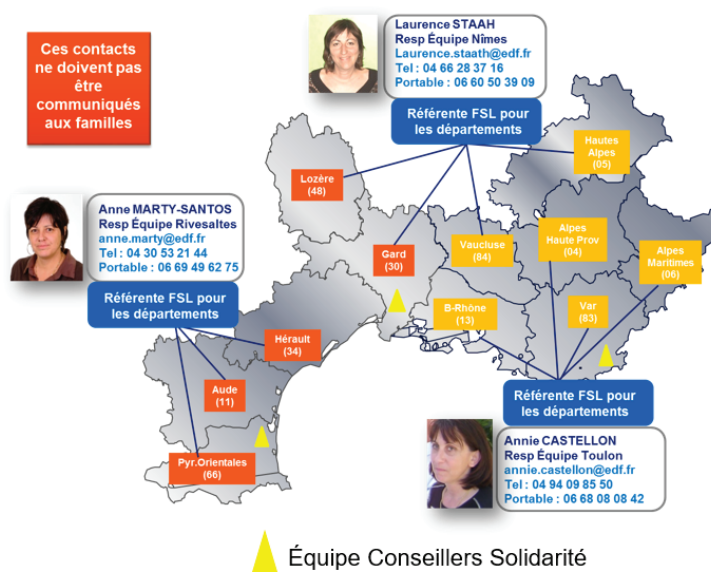 Ces contacts
ne doivent pas
être
communiqués
aux familles
Laurence STAAH
Resp Équipe Nîmes
Laurence.staath@edf.fr
Tel : 04 66 28 37 16
Portable : 06 60 50 39 09
Référente FSL pour
les départements
Hautes
Alpes
(05)
Lozère
(48)
Anne MARTY-SANTOS
Resp Équipe Rivesaltes
anne.marty@edf.fr
Tel : 04 30 53 21 44
Portable : 06 69 49 62 75
Référente FSL pour
les départements
Gard
(30)
Vaucluse
(84)
Alpes
Haute Prov
(04)
Alpes
Maritimes
(06)
B-Rhône
(13)
Var
(83)
Hérault
(34)
Aude
(11)
Pyr.Orientales
(66)
Référente FSL pour
les départements
Annie CASTELLON
Resp Équipe Toulon
annie.castellon@edf.fr
Tel : 04 94 09 85 50
Portable : 06 68 08 08 42
Équipe Conseillers Solidarité